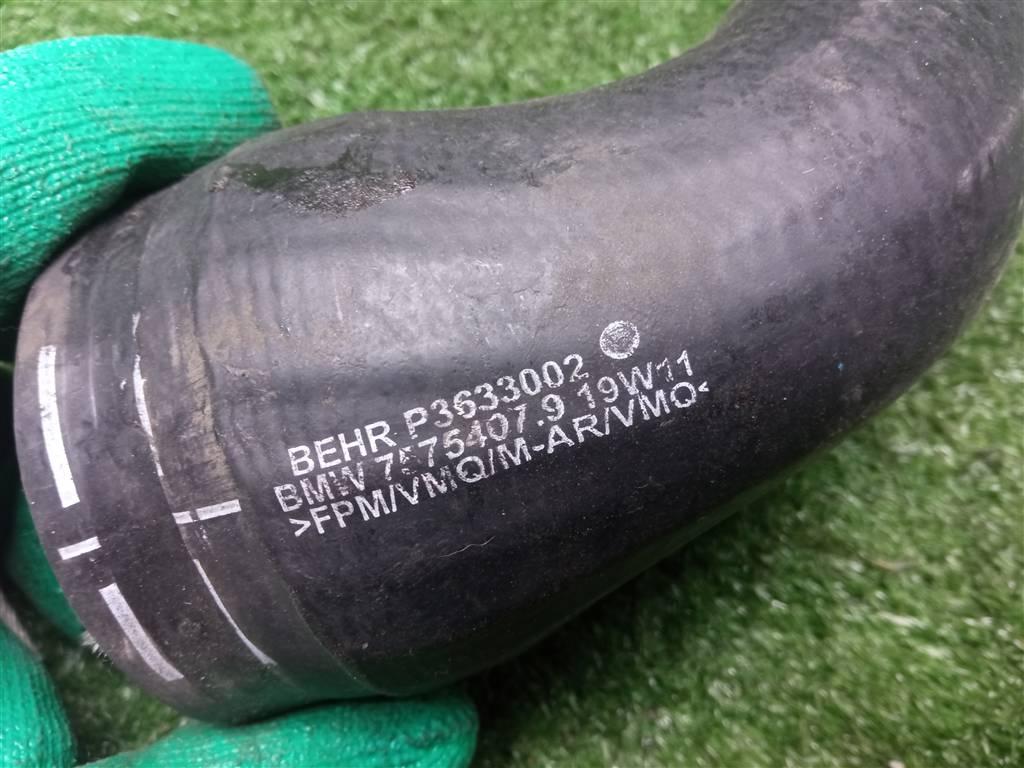 BEHR P3633002
BMW 7575407.9 19W11
>FPM/VMQ/M-AR/VMQ<